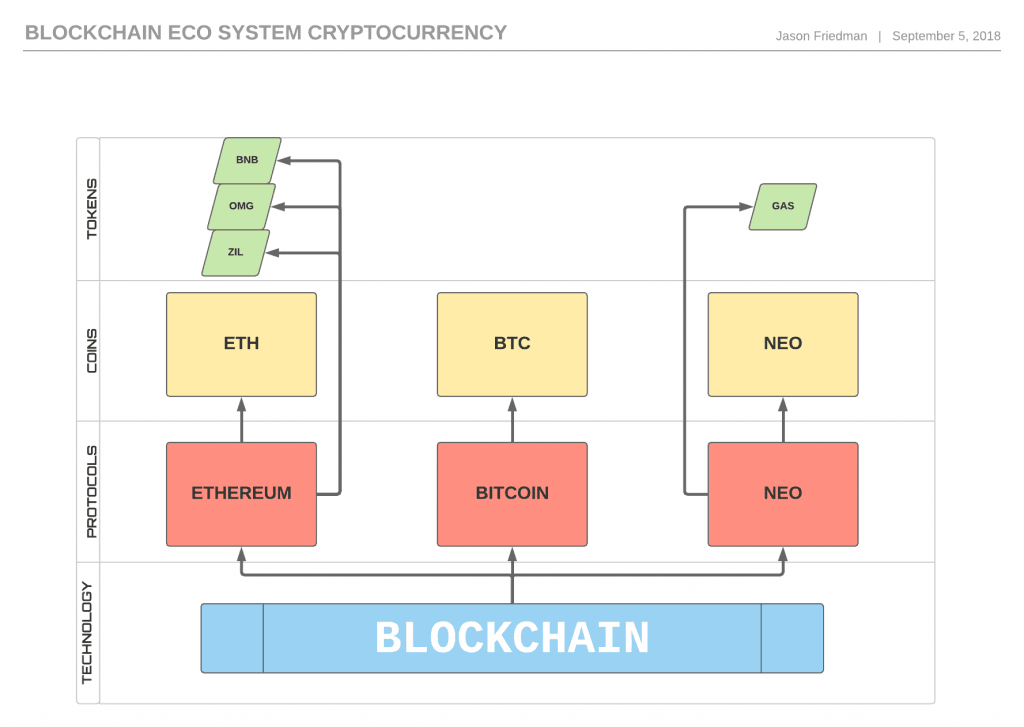 BLOCKCHAIN ECO SYSTEM CRYPTOCURRENCY
Jason Friedman | September 5, 2018
TOKENS
BNB
OMG
ZIL
GAS
COINS
ETH
BTC
NEO
PROTOCOLS
ETHEREUM
BITCOIN
NEO
TECHNOLOGY
BLOCKCHAIN